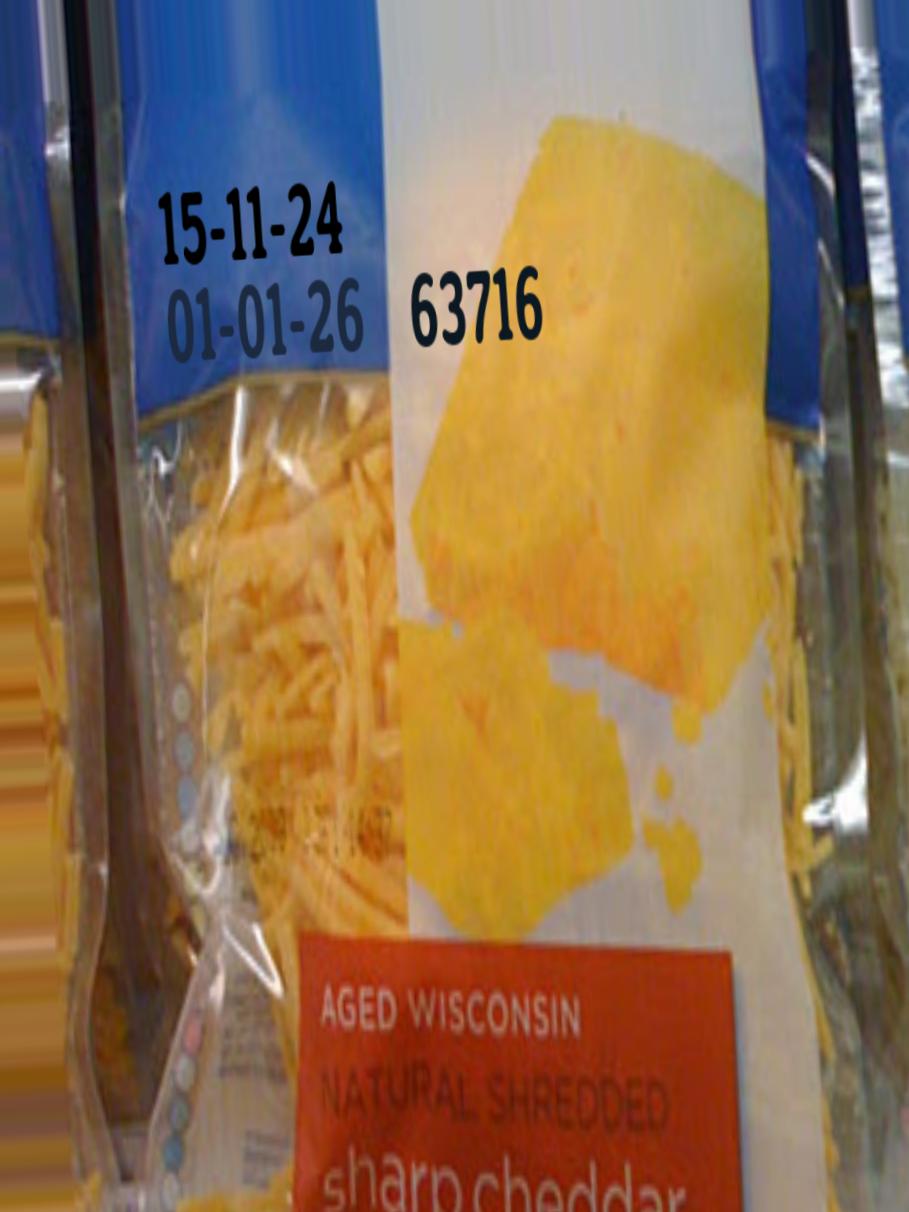 15-11-24
01-01-26 63716
AGED WISCONSIN
NATURAL SHREDDED
sharp cheddar